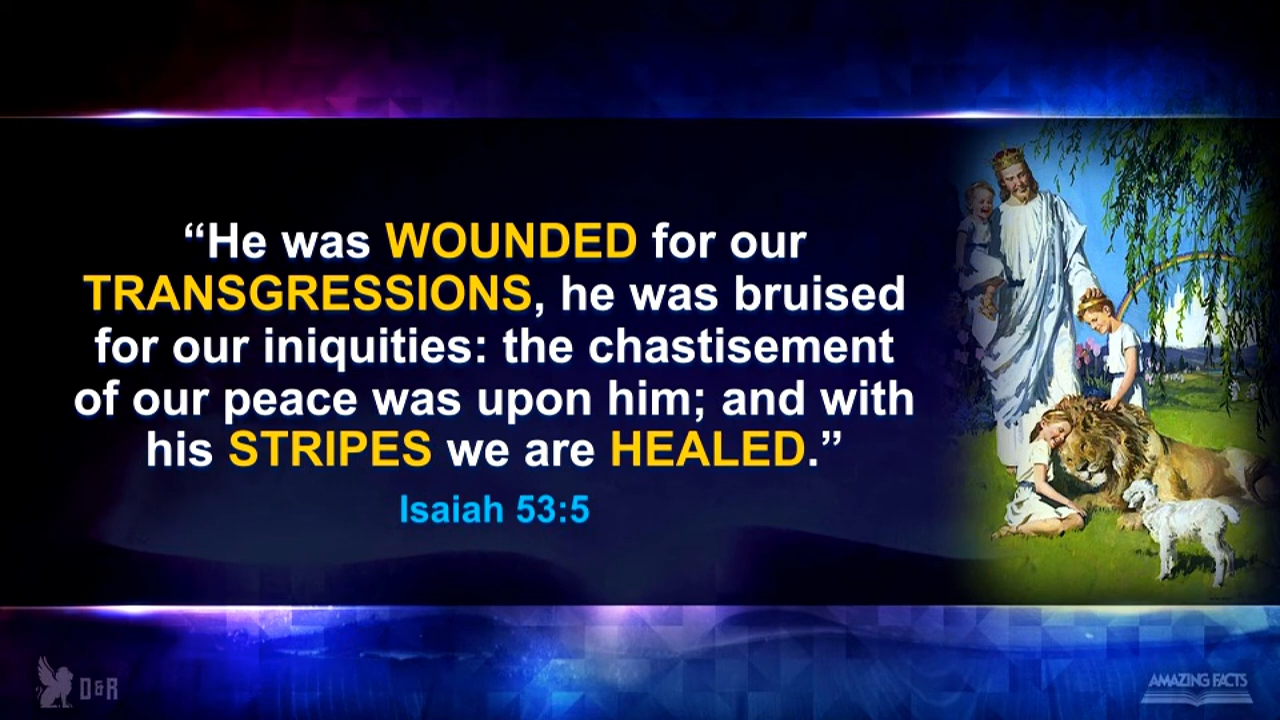 “He was WOUNDED for our
TRANSGRESSIONS, he was bruised
for our iniquities: the chastisement
of our peace was upon him; and with
his STRIPES we are HEALED.”
Isaiah 53:5
D&R
AMAZING FACTS